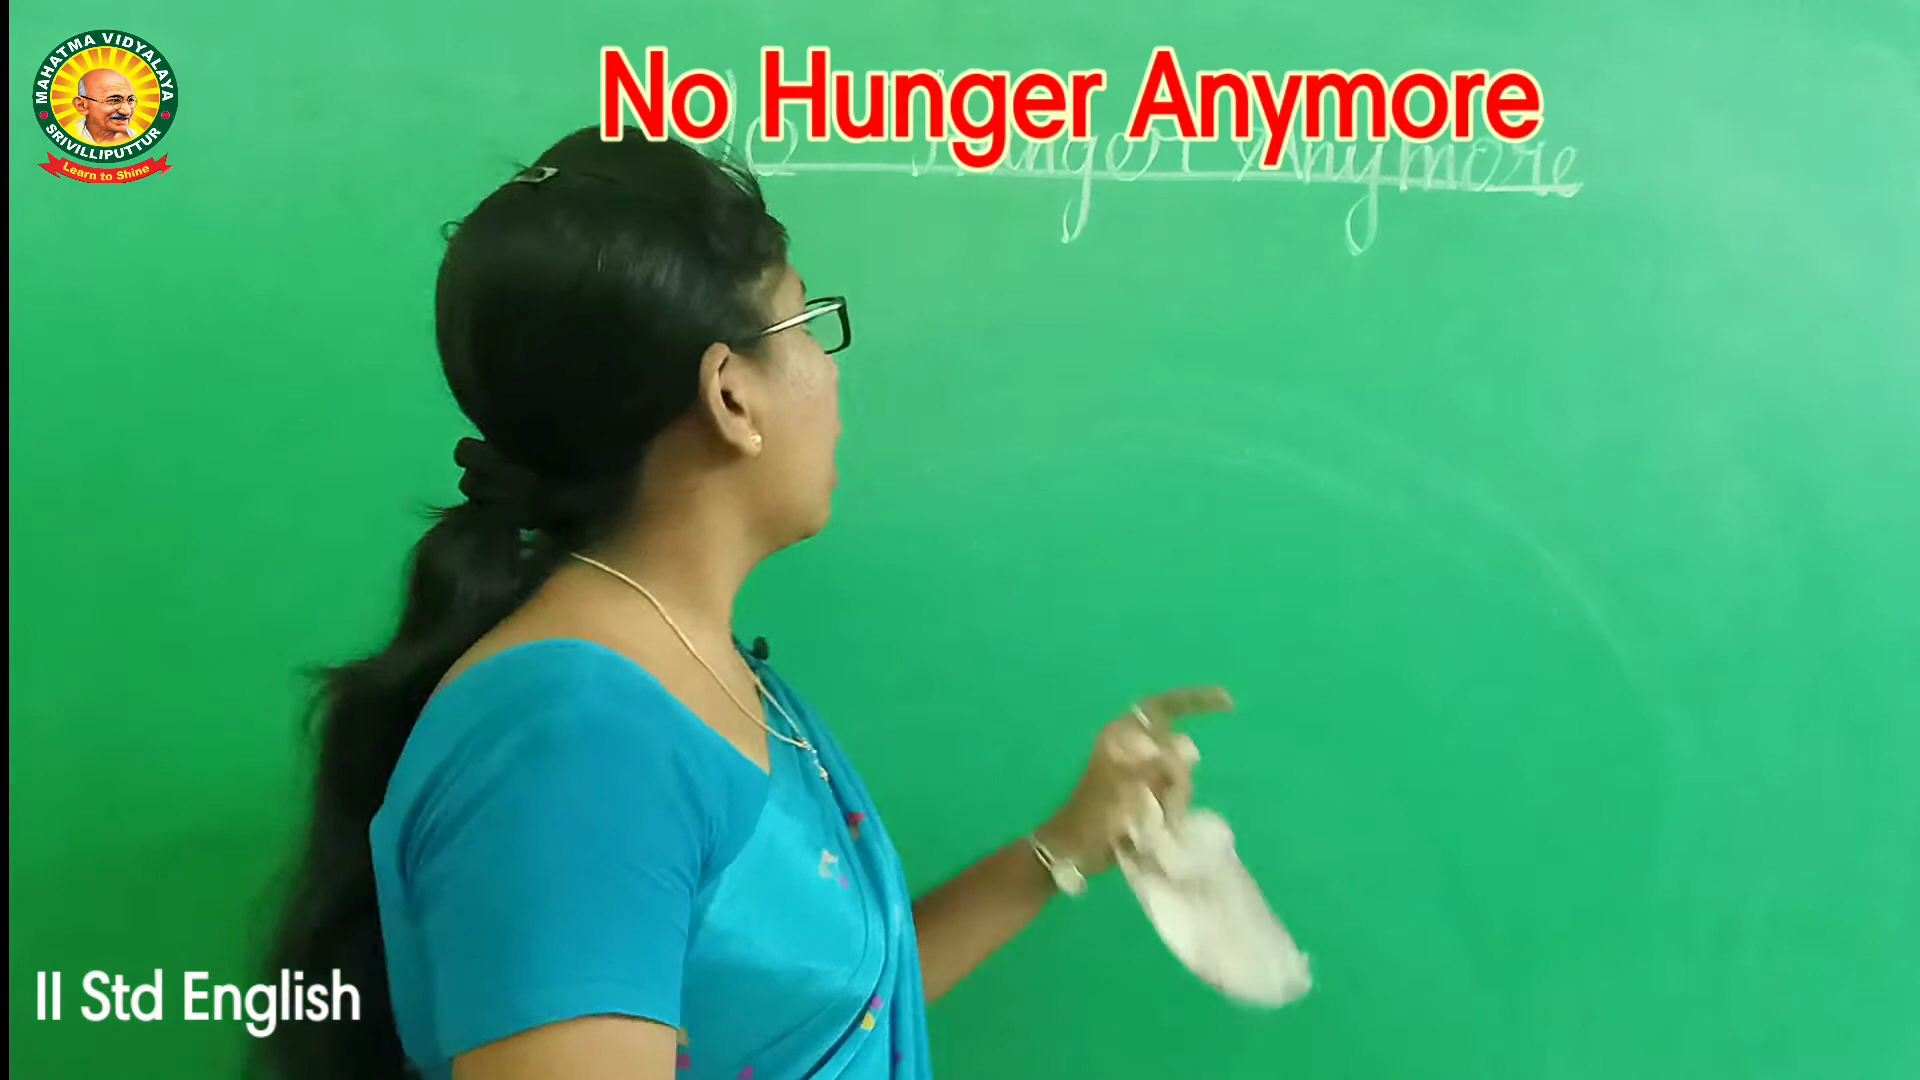 MAHATMA VIDYALAYA
SRIVILLIPUTTUR
Learn to Shine
No Hunger Anymore
No Hunger Anymore
II Std English